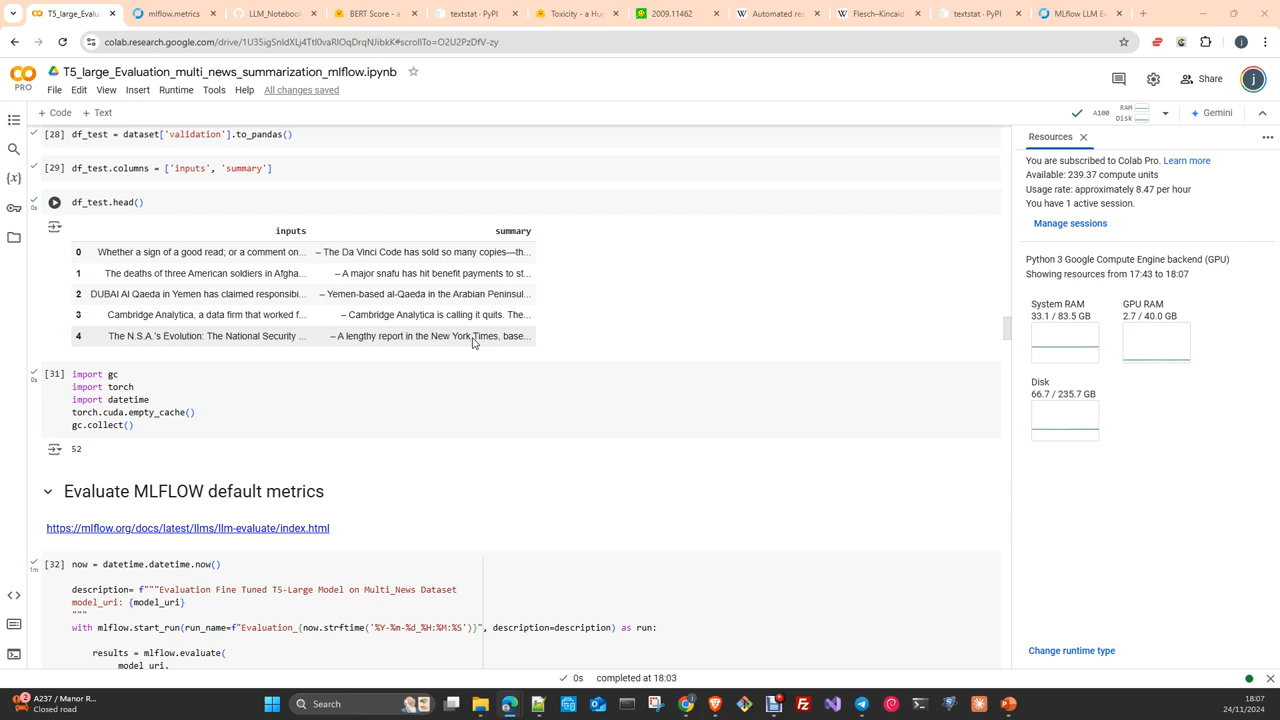 T5_large_Evaluat
mlflow.metrics
LLM_Notebook
BERT Score - a
textstat · PyPI
Toxicity - a Hug
2009.11462
Automated rea
Flesch–Kincaid
textstat · PyPI
MLflow LLM E
T5_large_Evaluation_multi_news_summarization_mlflow.ipynb
PRO
File Edit View Insert Runtime Tools Help All changes saved
Share
j
+ Code + Text
A100
RAM
Disk
Gemini
[28] df_test = dataset['validation'].to_pandas()
[29] df_test.columns = ['inputs', 'summary']
0s
df_test.head()
inputs summary
0 Whether a sign of a good read; or a comment on... – The Da Vinci Code has sold so many copies—th...
1 The deaths of three American soldiers in Afgha... – A major snafu has hit benefit payments to st...
2 DUBAI Al Qaeda in Yemen has claimed responsibi... – Yemen-based al-Qaeda in the Arabian Peninsul...
3 Cambridge Analytica, a data firm that worked f... – Cambridge Analytica is calling it quits. The...
4 The N.S.A.'s Evolution: The National Security ... – A lengthy report in the New York Times, base...
[31] import gc
0s
import torch
import datetime
torch.cuda.empty_cache()
gc.collect()
52
Evaluate MLFLOW default metrics
https://mlflow.org/docs/latest/llms/llm-evaluate/index.html
[32] now = datetime.datetime.now()
1m
description= f"""Evaluation Fine Tuned T5-Large Model on Multi_News Dataset
model_uri: {model_uri}
"""
with mlflow.start_run(run_name=f"Evaluation_{now.strftime('%Y-%m-%d_%H:%M:%S')}", description=description) as run:
results = mlflow.evaluate(
model_uri,
Resources
You are subscribed to Colab Pro. Learn more
Available: 239.37 compute units
Usage rate: approximately 8.47 per hour
You have 1 active session.
Manage sessions
Python 3 Google Compute Engine backend (GPU)
Showing resources from 17:43 to 18:07
System RAM
33.1 / 83.5 GB
GPU RAM
2.7 / 40.0 GB
Disk
66.7 / 235.7 GB
Change runtime type
0s completed at 18:03
A237 / Manor R...
Closed road
Search
18:07
24/11/2024